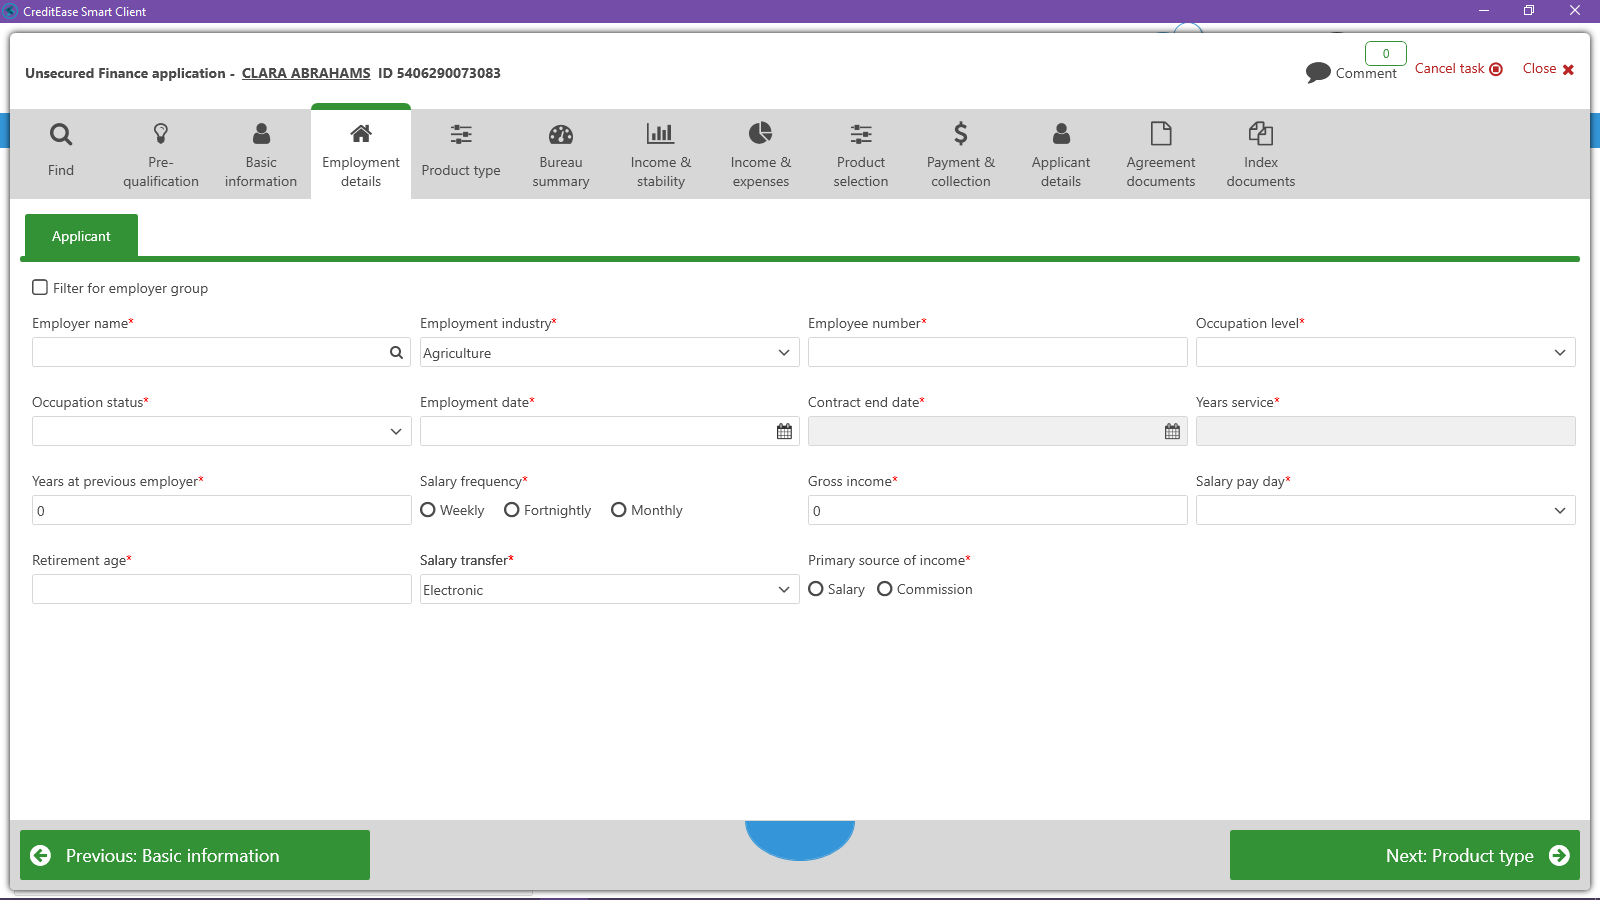 CreditEase Smart Client
Unsecured Finance application - CLARA ABRAHAMS ID 5406290073083
0
Comment
Cancel task
Close
Find
Pre-
qualification
Basic
information
Employment
details
Product type
Bureau
summary
Income &
stability
Income &
expenses
Product
selection
Payment &
collection
Applicant
details
Agreement
documents
Index
documents
Applicant
Filter for employer group
Employer name*
Employment industry*
Employee number*
Occupation level*
Agriculture
Occupation status*
Employment date*
Contract end date*
Years service*
Years at previous employer*
Salary frequency*
Gross income*
Salary pay day*
0
Weekly
Fortnightly
Monthly
0
Retirement age*
Salary transfer*
Primary source of income*
Electronic
Salary
Commission
Previous: Basic information
Next: Product type